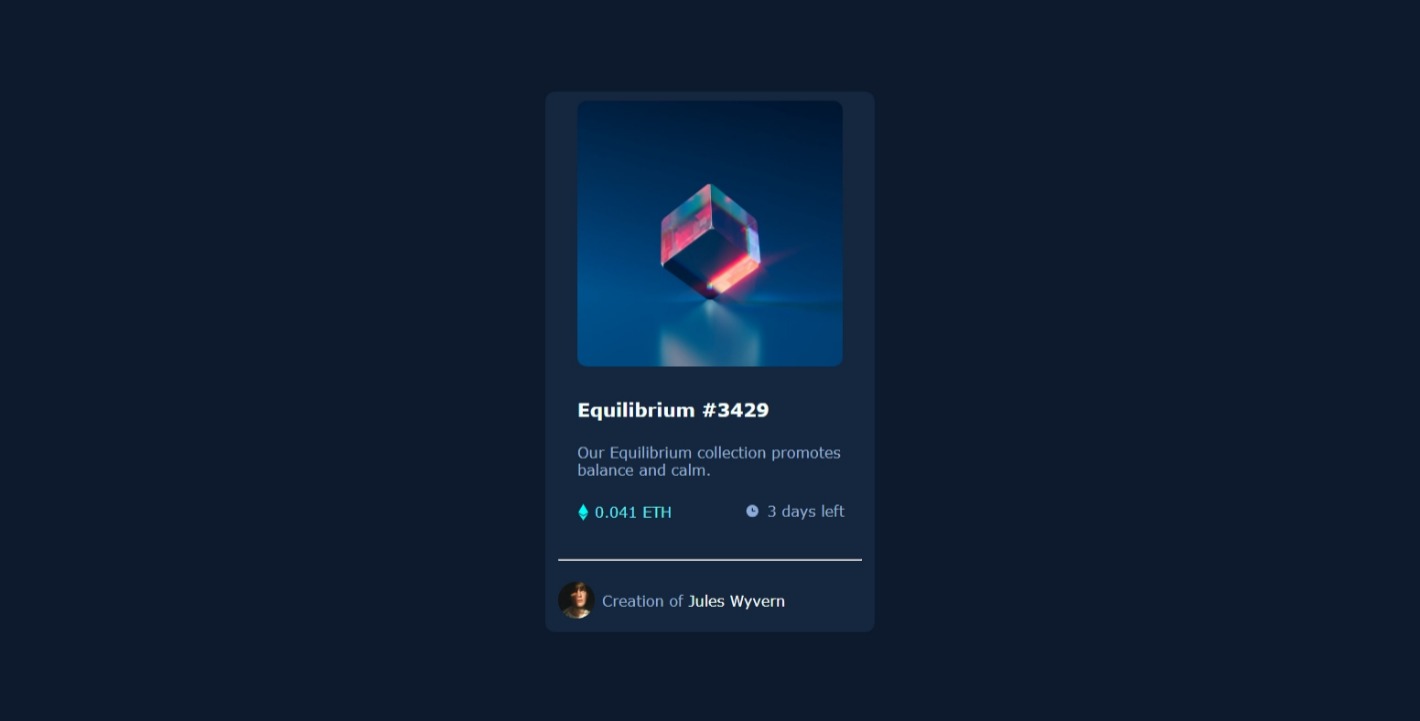 Equilibrium #3429
Our Equilibrium collection promotes
balance and calm.
0.041 ETH
3 days left
Creation of Jules Wyvern